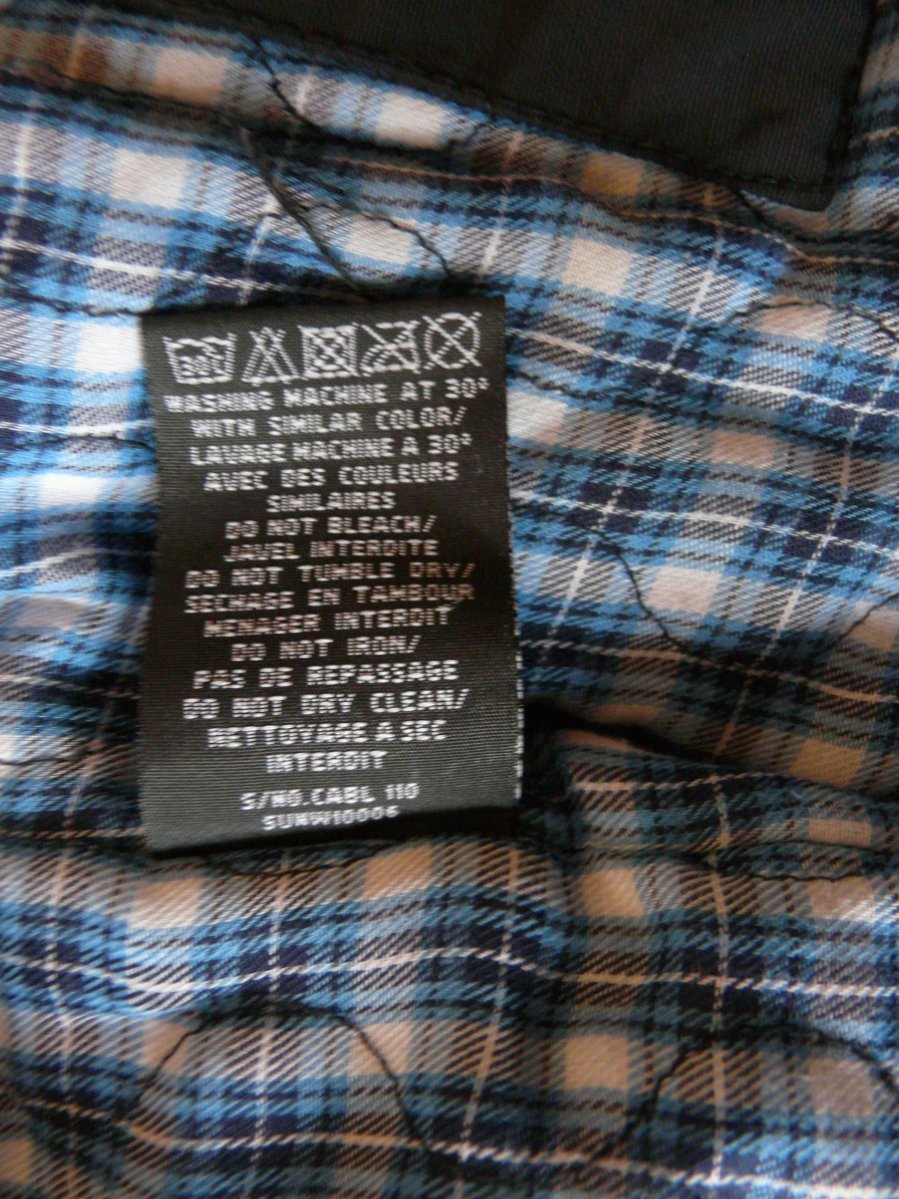 WASHING MACHINE AT 30°
WITH SIMILAR COLOR/
LAVAGE MACHINE A 30°
AVEC DES COULEURS
SIMILAIRES
DO NOT BLEACH/
JAVEL INTERDITE
DO NOT TUMBLE DRY/
SECHAGE EN TAMBOUR
MENAGER INTERDIT
DO NOT IRON/
PAS DE REPASSAGE
DO NOT DRY CLEAN/
NETTOYAGE A SEC
INTERDIT
S/NO.CABL 110
SUNW10006